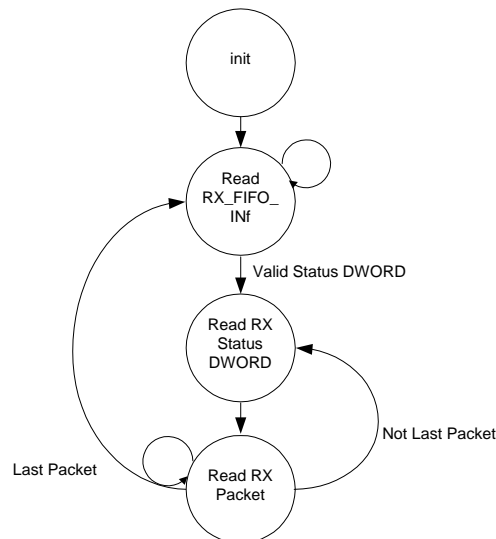 init
Read
RX_FIFO_
INf
Valid Status DWORD
Read RX
Status
DWORD
Not Last Packet
Last Packet
Read RX
Packet